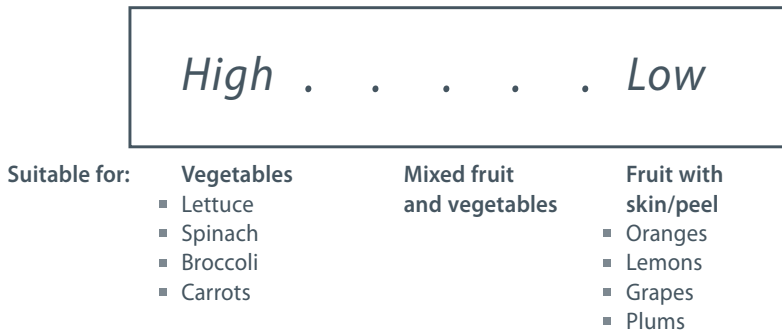 High . . . . . Low
Suitable for:
Vegetables
■ Lettuce
■ Spinach
■ Broccoli
■ Carrots
Mixed fruit
and vegetables
Fruit with
skin/peel
■ Oranges
■ Lemons
■ Grapes
■ Plums